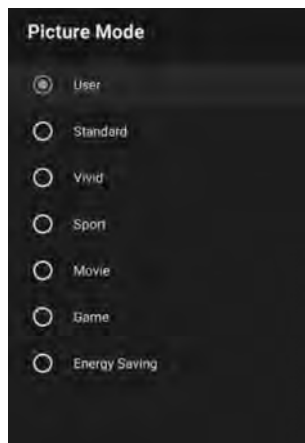 Picture Mode
User
Standard
Vivid
Sport
Movie
Game
Energy Saving